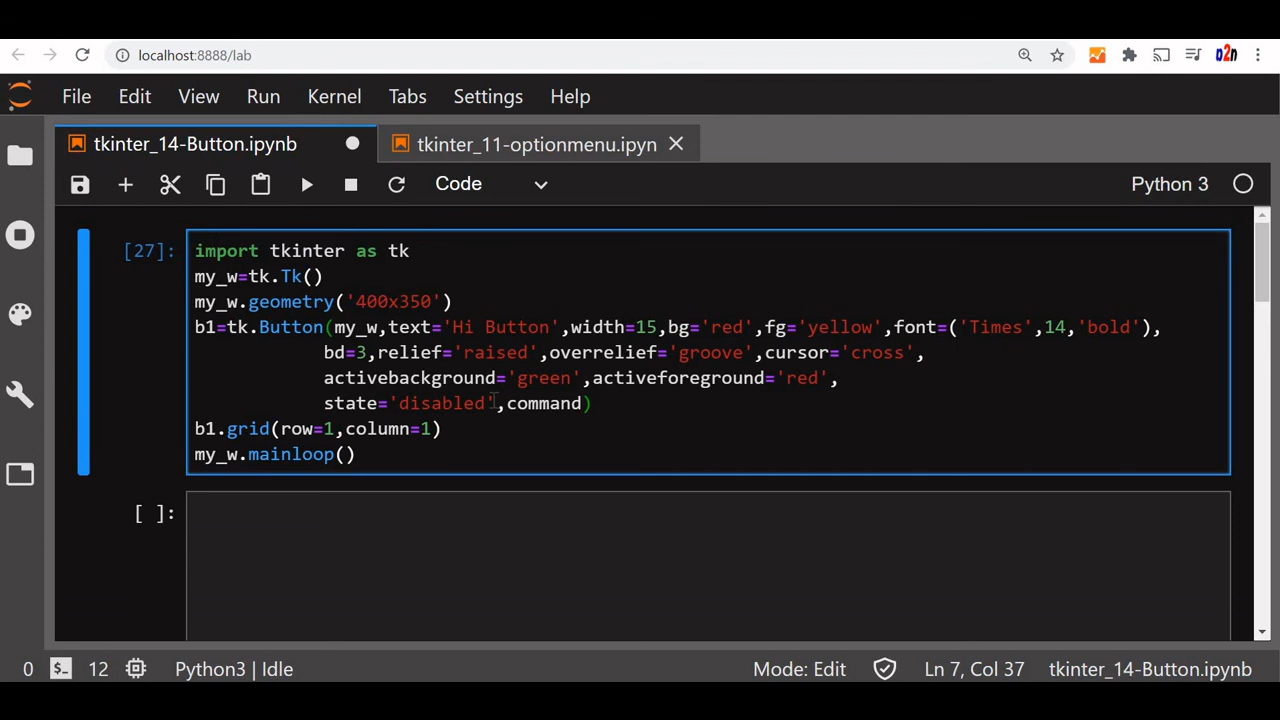 localhost:8888/lab
o2n
File Edit View Run Kernel Tabs Settings Help
tkinter_14-Button.ipynb tkinter_11-optionmenu.ipyn
Code Python 3
[27]: import tkinter as tk
my_w=tk.Tk()
my_w.geometry('400x350')
b1=tk.Button(my_w,text='Hi Button',width=15,bg='red',fg='yellow',font=('Times',14,'bold'),
bd=3,relief='raised',overrelief='groove',cursor='cross',
activebackground='green',activeforeground='red',
state='disabled',command)
b1.grid(row=1,column=1)
my_w.mainloop()
[ ]:
0 $_ 12 Python3 | Idle Mode: Edit Ln 7, Col 37 tkinter_14-Button.ipynb